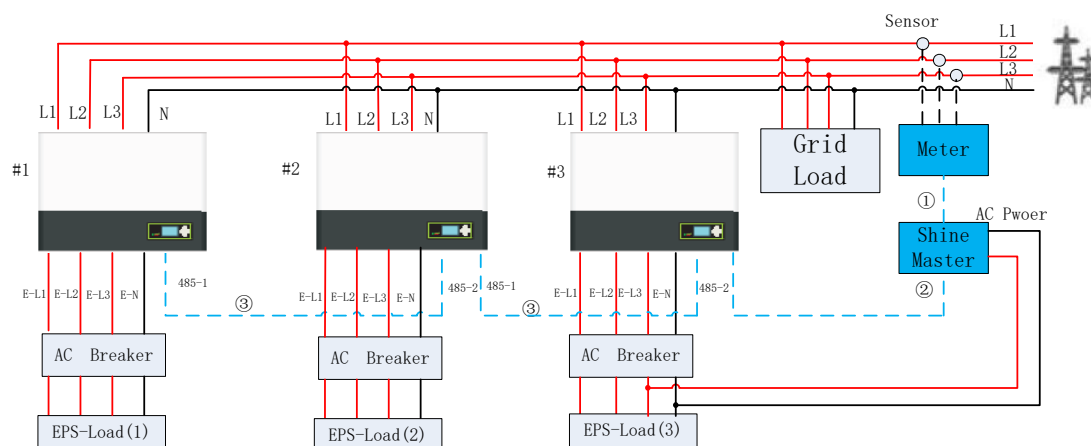 Sensor
L1
L2
L3
N
L1
L2
L3
N
L1
L2
L3
N
L1
L2
L3
#1
#2
#3
Grid
Load
Meter
①
AC Pwoer
Shine
Master
②
E-L1
E-L2
E-L3
E-N
485-1
③
E-L1
E-L2
E-L3
E-N
485-2
485-1
③
E-L1
E-L2
E-L3
E-N
485-2
AC Breaker
AC Breaker
AC Breaker
EPS-Load(1)
EPS-Load(2)
EPS-Load(3)